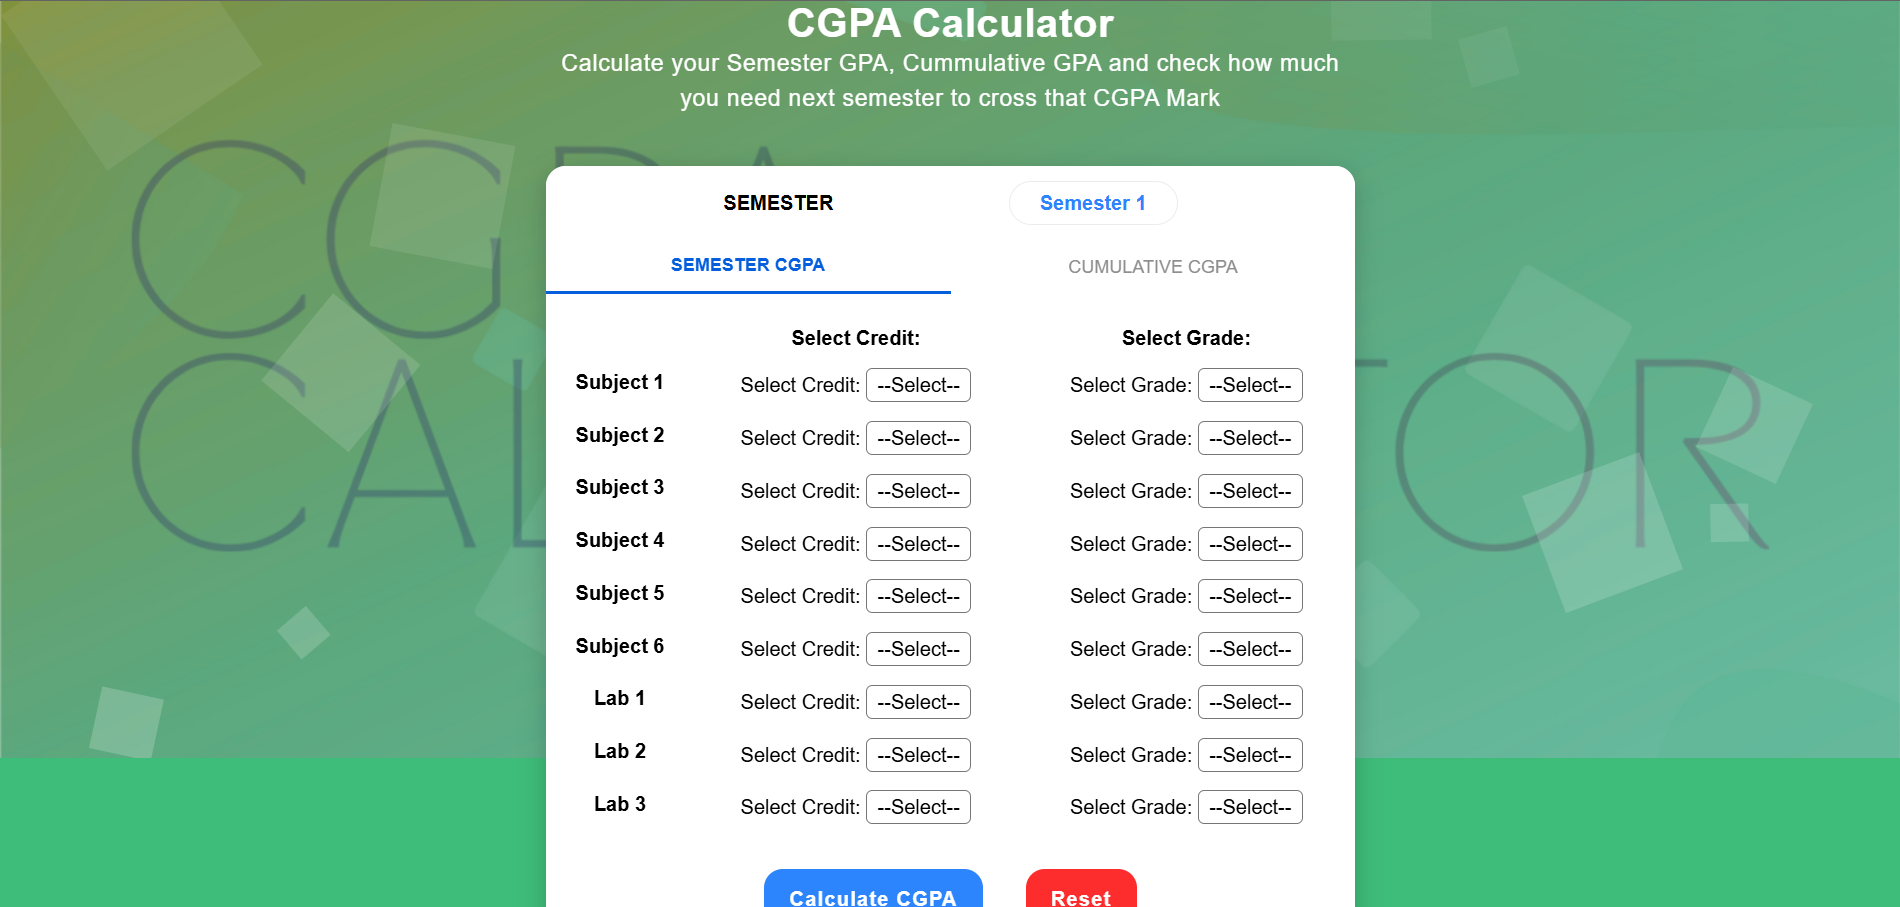 CGPA Calculator
Calculate your Semester GPA, Cummulative GPA and check how much
you need next semester to cross that CGPA Mark
CGPA
SEMESTER Semester 1
SEMESTER CGPA CUMULATIVE CGPA
Select Credit: Select Grade:
Subject 1 Select Credit: --Select-- Select Grade: --Select--
Subject 2 Select Credit: --Select-- Select Grade: --Select--
Subject 3 Select Credit: --Select-- Select Grade: --Select--
Subject 4 Select Credit: --Select-- Select Grade: --Select--
Subject 5 Select Credit: --Select-- Select Grade: --Select--
Subject 6 Select Credit: --Select-- Select Grade: --Select--
Lab 1 Select Credit: --Select-- Select Grade: --Select--
Lab 2 Select Credit: --Select-- Select Grade: --Select--
Lab 3 Select Credit: --Select-- Select Grade: --Select--
Calculate CGPA Reset